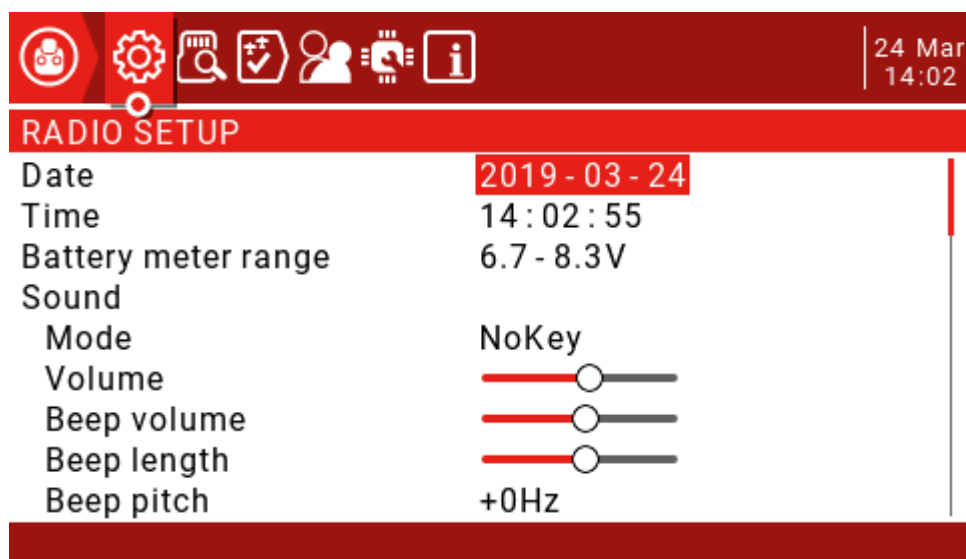 24 Mar
14:02
RADIO SETUP
Date 2019-03-24
Time 14:02:55
Battery meter range 6.7-8.3V
Sound
Mode NoKey
Volume
Beep volume
Beep length
Beep pitch +0Hz